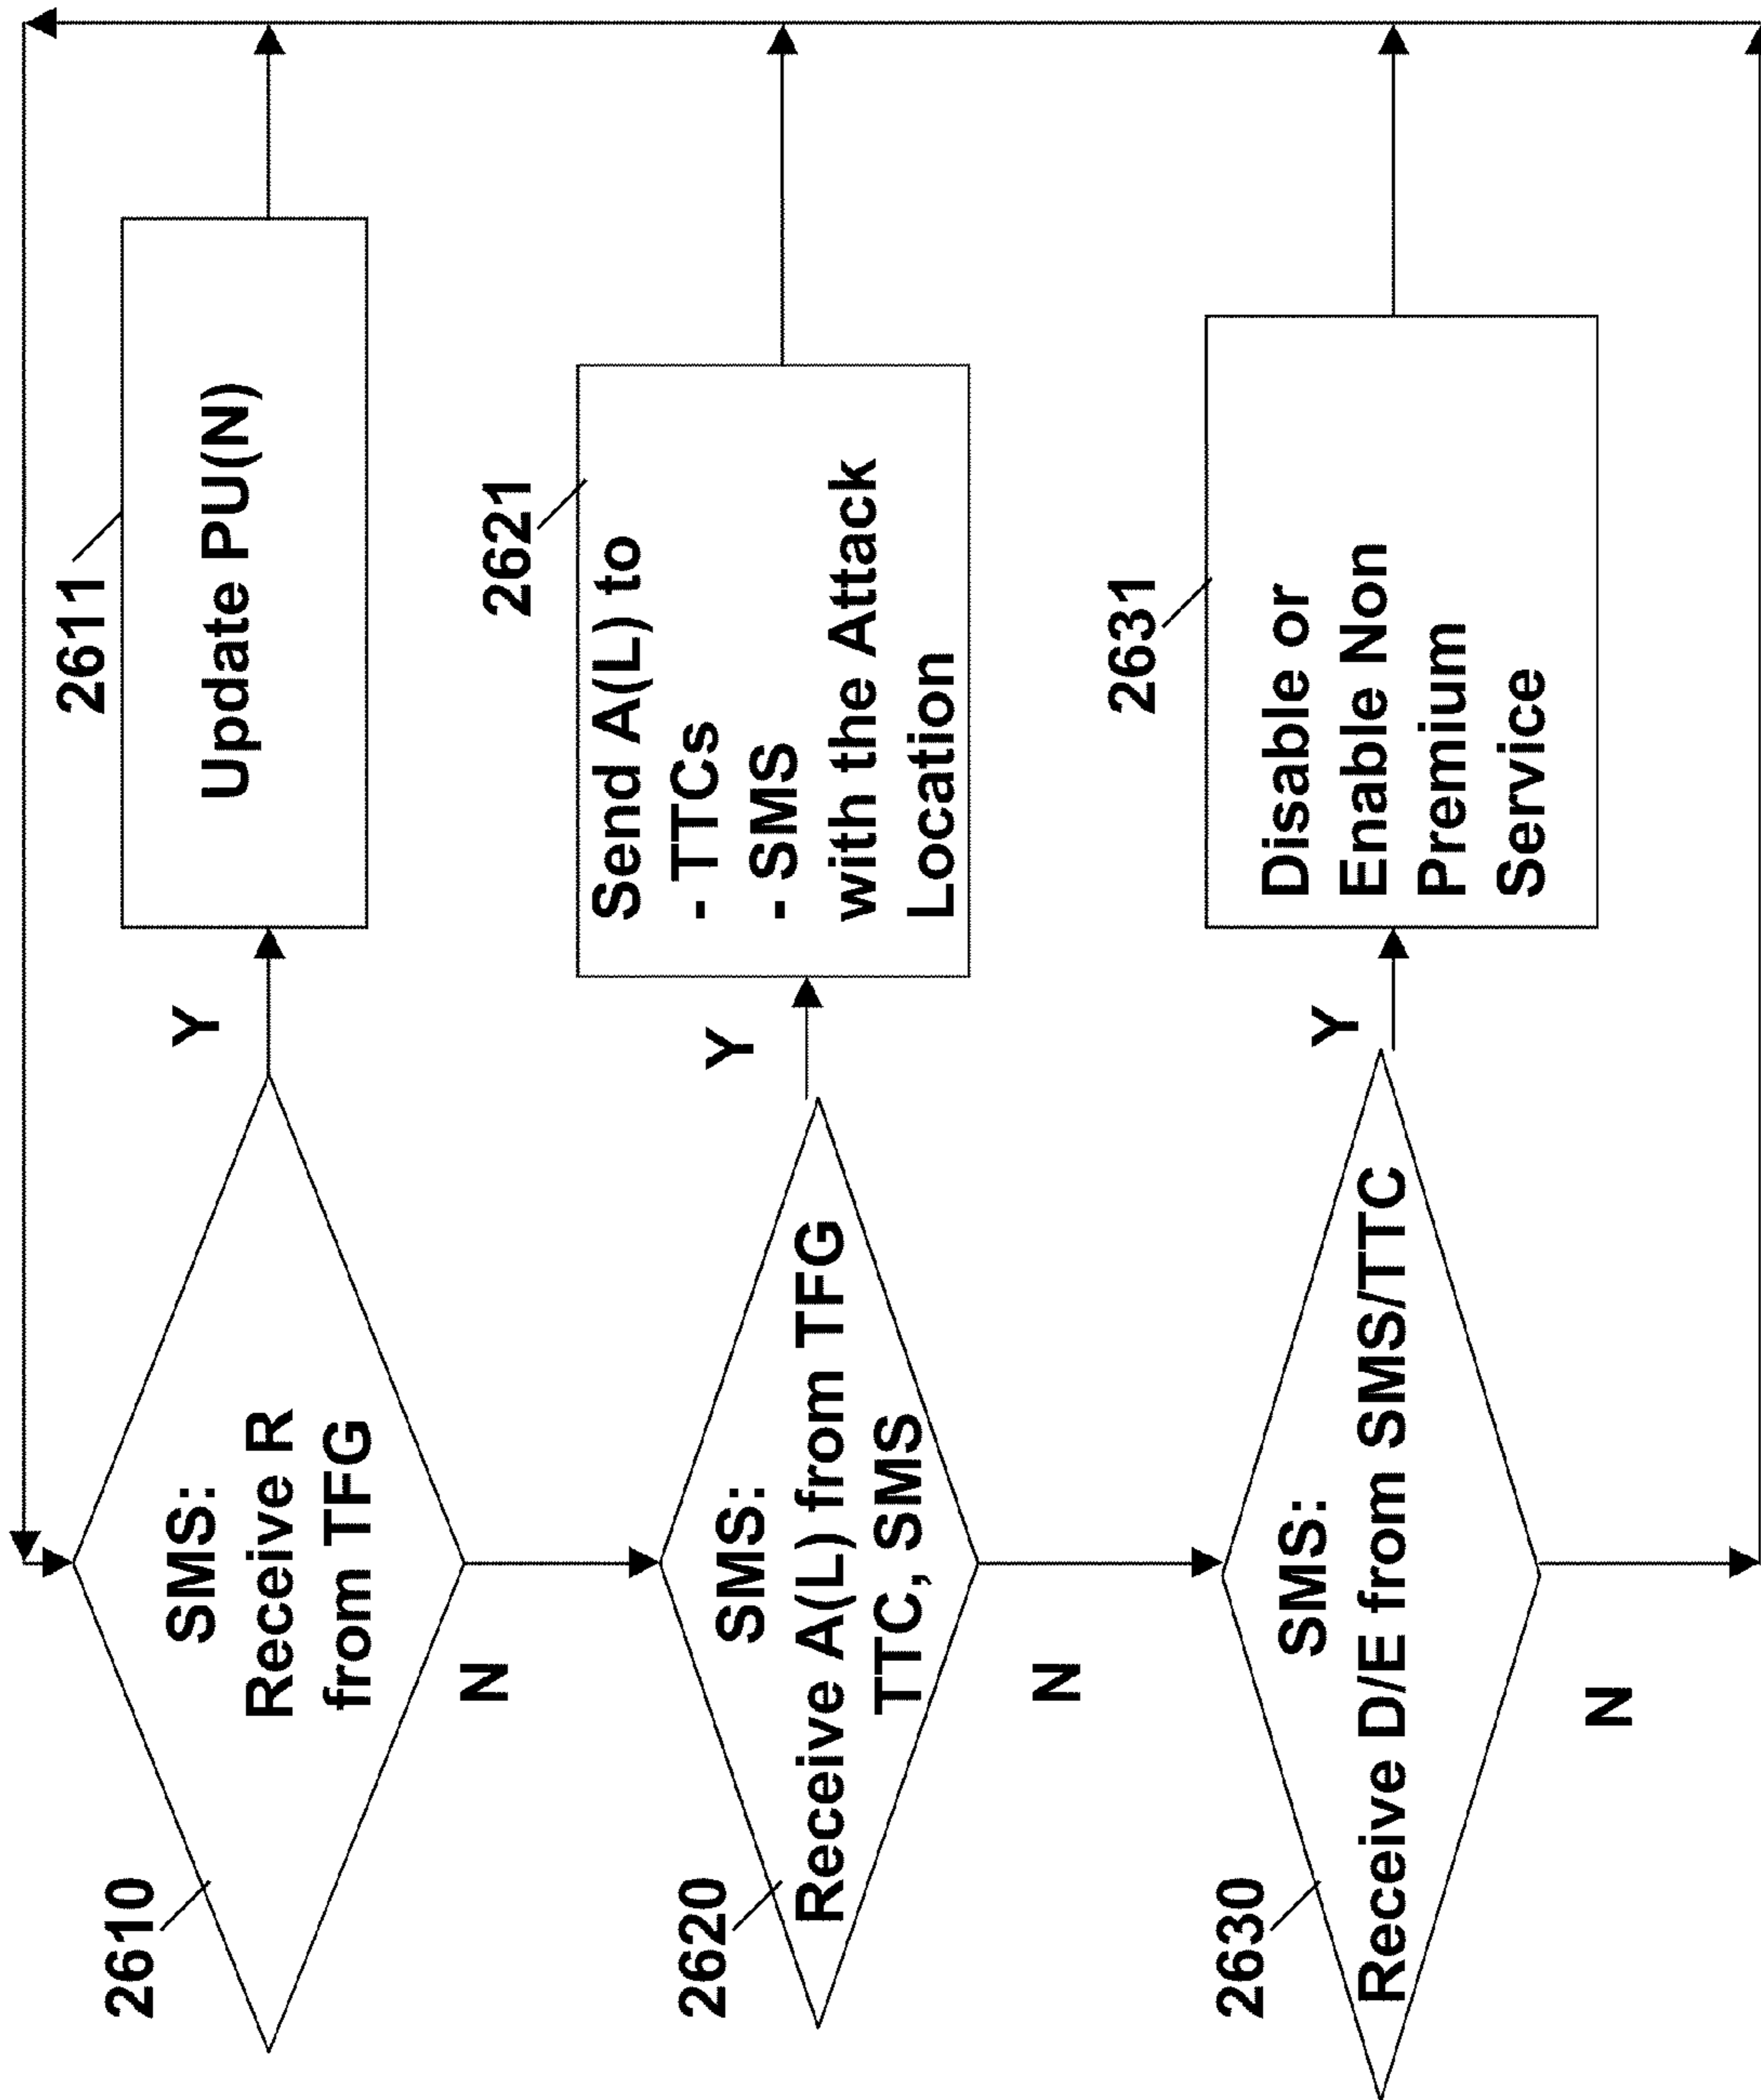 2610
SMS:
Receive R
from TFG
Y
N
2611
Update PU(N)
2620
SMS:
Receive A(L) from TFG
TTC, SMS
Y
N
2621
Send A(L) to
- TTCs
- SMS
with the Attack
Location
2630
SMS:
Receive D/E from SMS/TTC
Y
N
2631
Disable or
Enable Non
Premium
Service